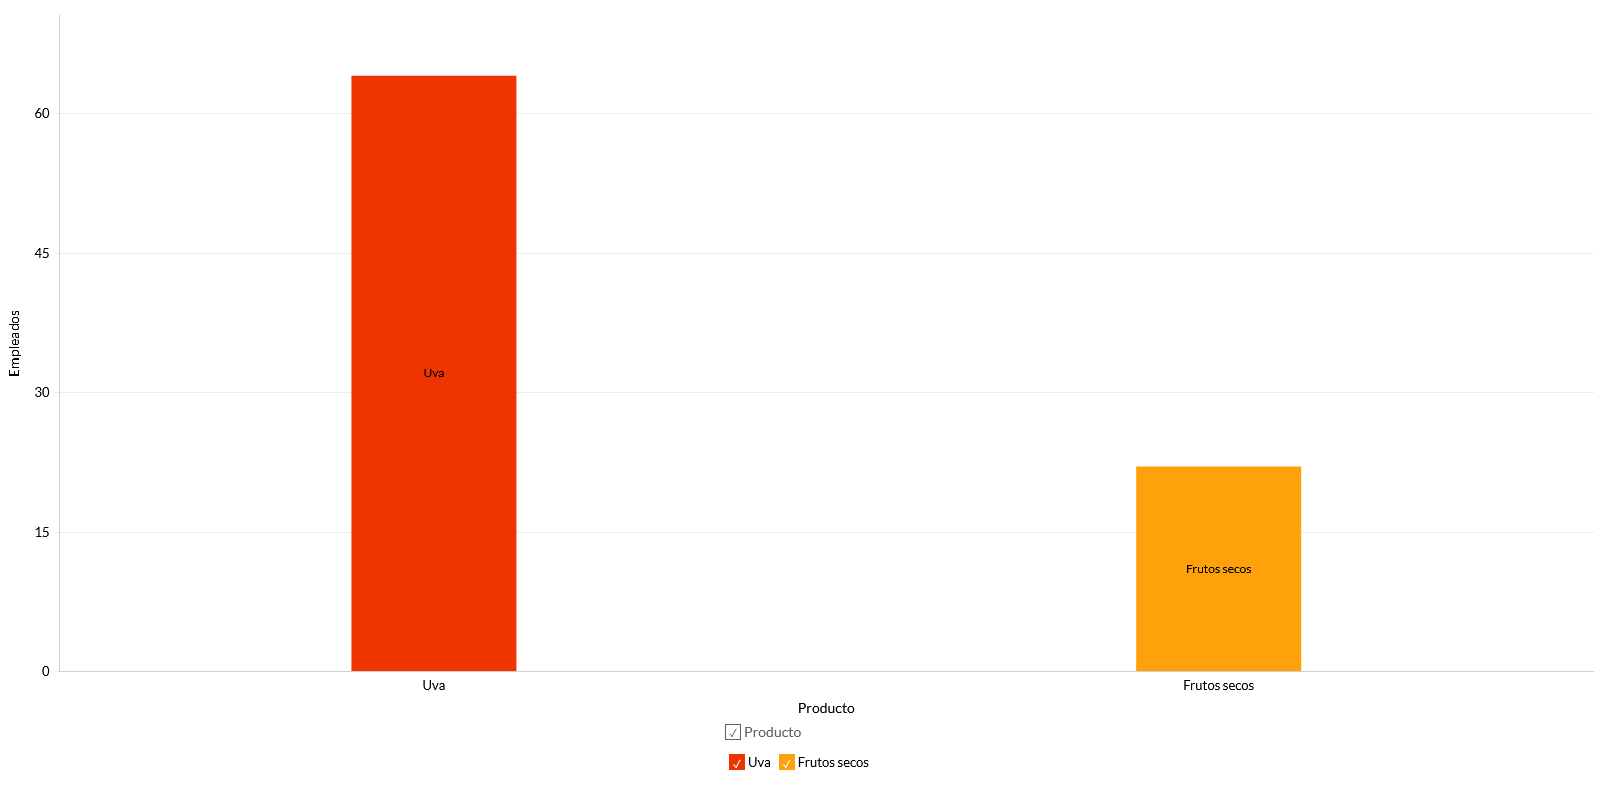 60
45
30
15
0
Empleados
Uva
Frutos secos
Uva
Frutos secos
Producto
Producto
Uva Frutos secos